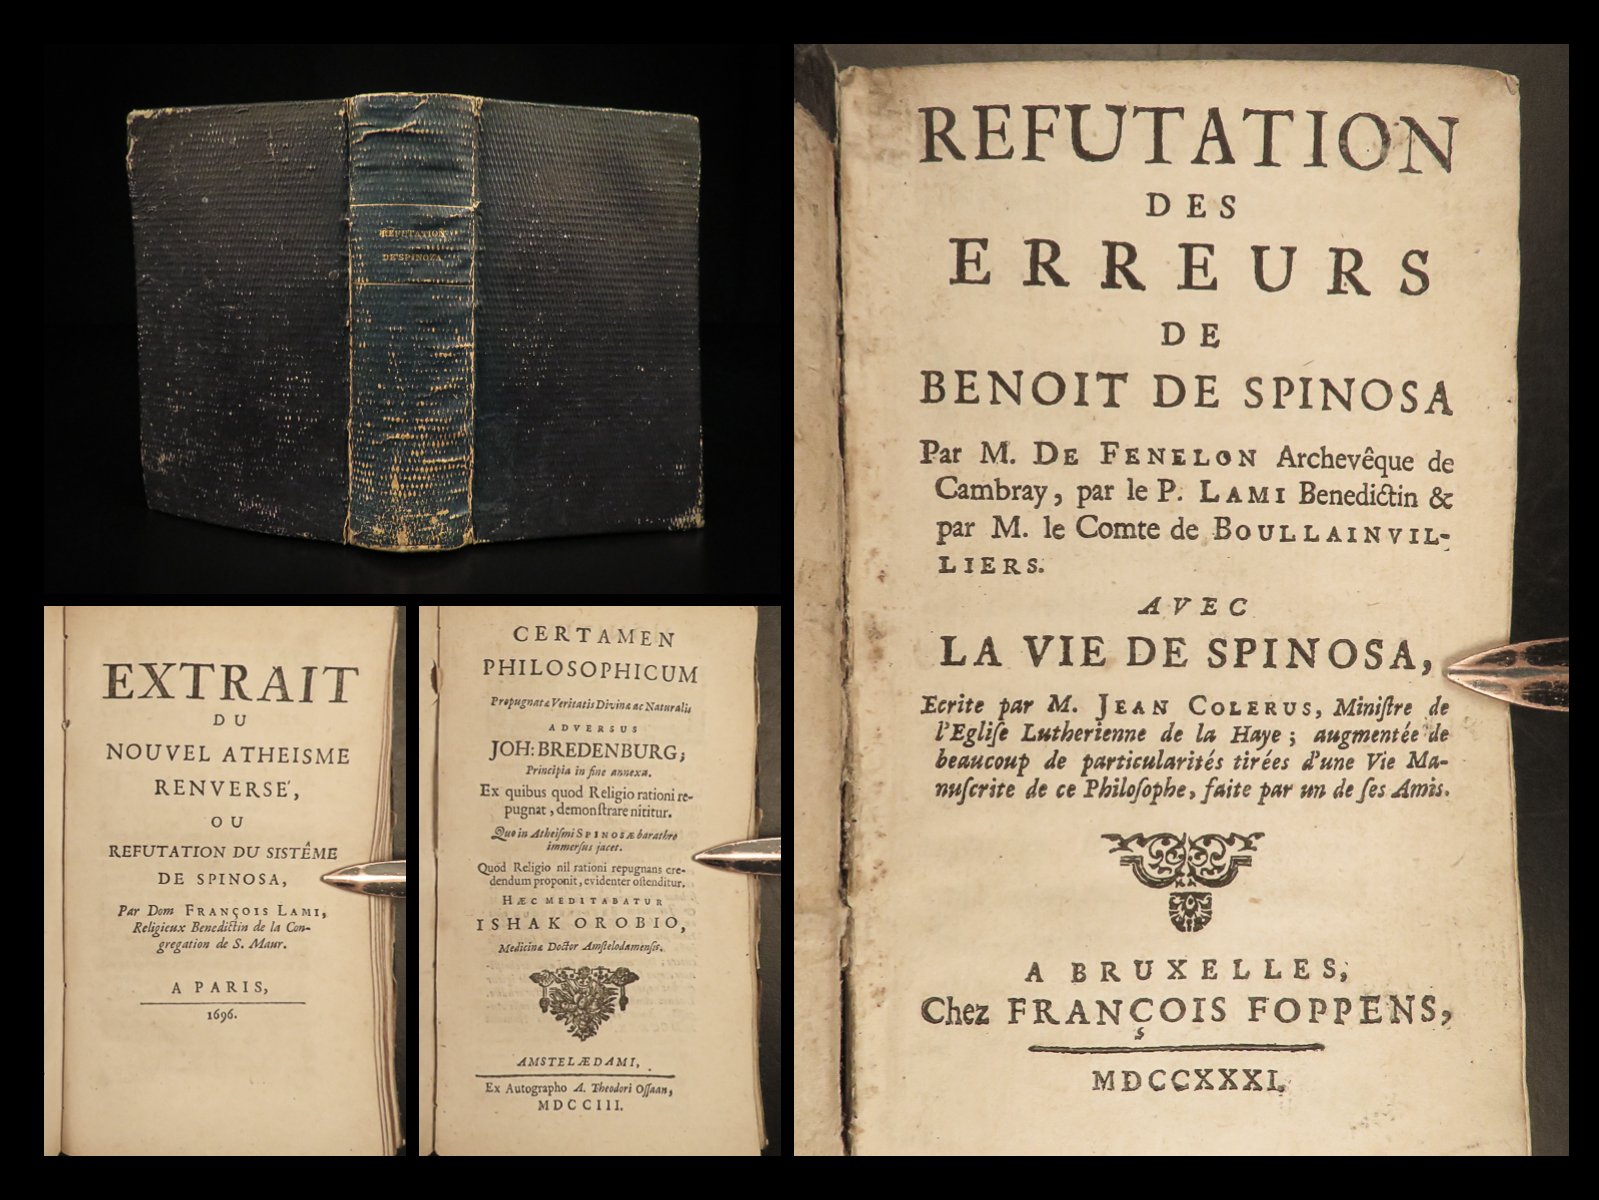 REFUTATION
DE SPINOZA
REFUTATION
DES
ERREURS
DE
BENOIT DE SPINOSA
Par M. DE FENELON Archevêque de
Cambray, par le P. LAMI Benedictin &
par M. le Comte de BOULLAINVIL-
LIERS.
AVEC
LA VIE DE SPINOSA,
Ecrite par M. JEAN COLERUS, Miniſtre de
l'Egliſe Lutherienne de la Haye ; augmentée de
beaucoup de particularités tirées d'une Vie Ma-
nuſcrite de ce Philoſophe, faite par un de ſes Amis.
A BRUXELLES,
Chez FRANÇOIS FOPPENS,
MDCCXXXI.
EXTRAIT
DU
NOUVEL ATHEISME
RENVERSE',
OU
REFUTATION DU SISTÊME
DE SPINOSA,
Par Dom FRANÇOIS LAMI,
Religieux Benedictin de la Con-
gregation de S. Maur.
A PARIS,
1696.
CERTAMEN
PHILOSOPHICUM
Propugnatæ Veritatis Divinæ ac Naturalis
ADVERSUS
JOH: BREDENBURG;
Principia in fine annexa.
Ex quibus quod Religio rationi re-
pugnat, demonſtrare nititur.
Quo in Atheiſmi SPINOSÆ barathro
immerſus jacet.
Quod Religio nil rationi repugnans cre-
dendum proponit, evidenter oſtenditur.
HÆC MEDITABATUR
ISHAK OROBIO,
Medicinæ Doctor Amſtelodamenſis.
AMSTELÆDAMI,
Ex Autographo A. Theodori Oſſaan,
MDCCIII.